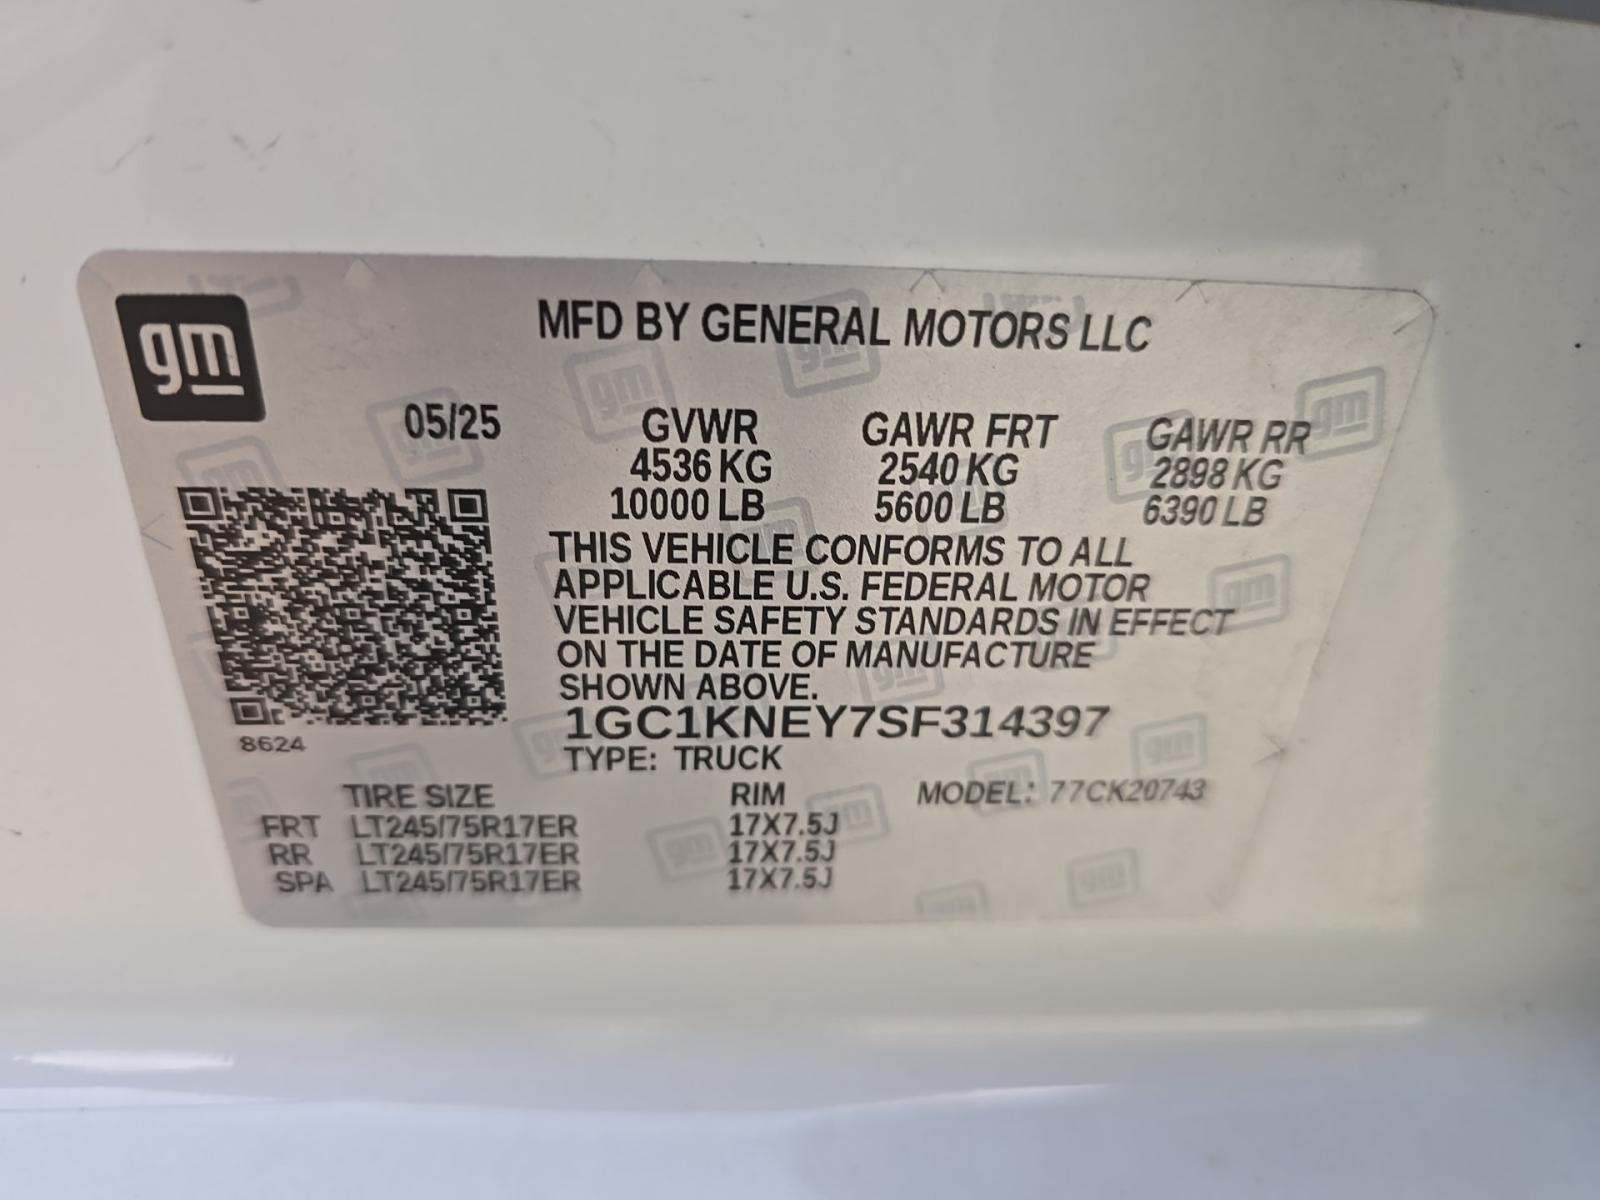 gm
MFD BY GENERAL MOTORS LLC
05/25 GVWR GAWR FRT GAWR RR
4536 KG 2540 KG 2898 KG
10000 LB 5600 LB 6390 LB
THIS VEHICLE CONFORMS TO ALL
APPLICABLE U.S. FEDERAL MOTOR
VEHICLE SAFETY STANDARDS IN EFFECT
ON THE DATE OF MANUFACTURE
SHOWN ABOVE.
1GC1KNEY7SF314397
8624
TYPE: TRUCK
TIRE SIZE RIM MODEL: 77CK20743
FRT LT245/75R17ER 17X7.5J
RR LT245/75R17ER 17X7.5J
SPA LT245/75R17ER 17X7.5J